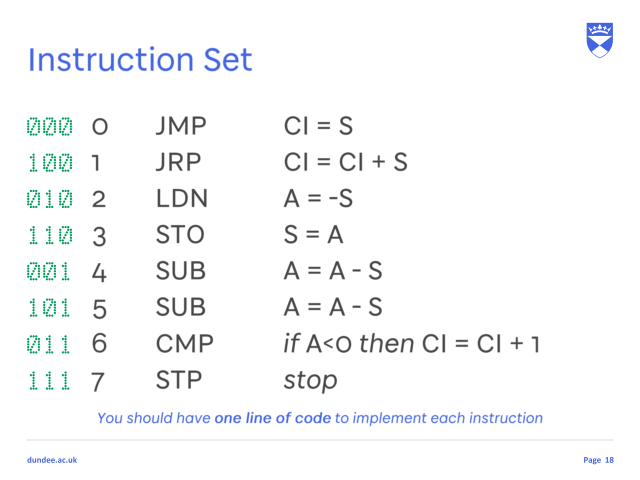 Instruction Set
000 0 JMP CI = S
100 1 JRP CI = CI + S
010 2 LDN A = -S
110 3 STO S = A
001 4 SUB A = A - S
101 5 SUB A = A - S
011 6 CMP if A<0 then CI = CI + 1
111 7 STP stop
You should have one line of code to implement each instruction
dundee.ac.uk Page 18